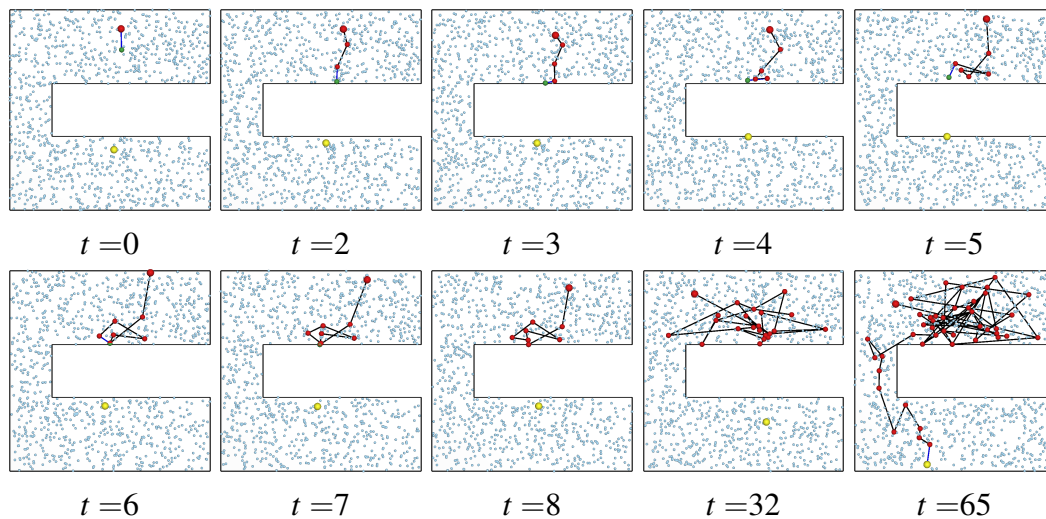 t =0 t =2 t =3 t =4 t =5
t =6 t =7 t =8 t =32 t =65